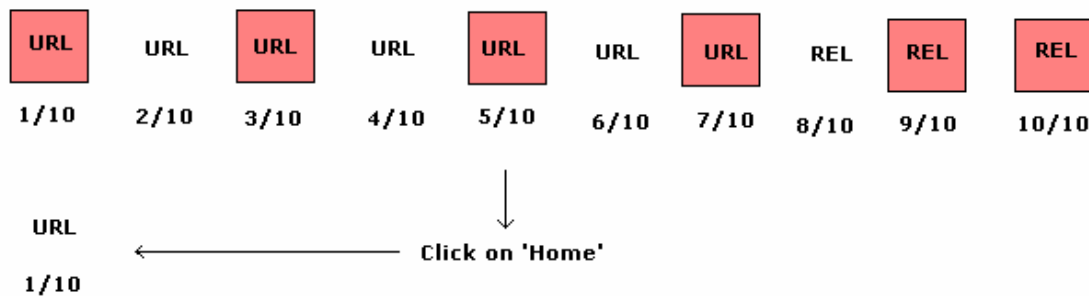 URL URL URL URL URL URL URL REL REL REL
1/10 2/10 3/10 4/10 5/10 6/10 7/10 8/10 9/10 10/10
URL
Click on 'Home'
1/10